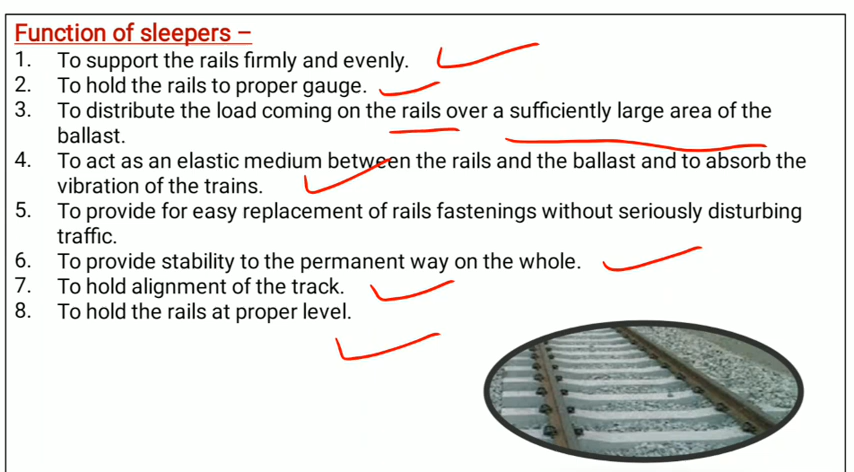 Function of sleepers –
1. To support the rails firmly and evenly.
2. To hold the rails to proper gauge.
3. To distribute the load coming on the rails over a sufficiently large area of the
ballast.
4. To act as an elastic medium between the rails and the ballast and to absorb the
vibration of the trains.
5. To provide for easy replacement of rails fastenings without seriously disturbing
traffic.
6. To provide stability to the permanent way on the whole.
7. To hold alignment of the track.
8. To hold the rails at proper level.